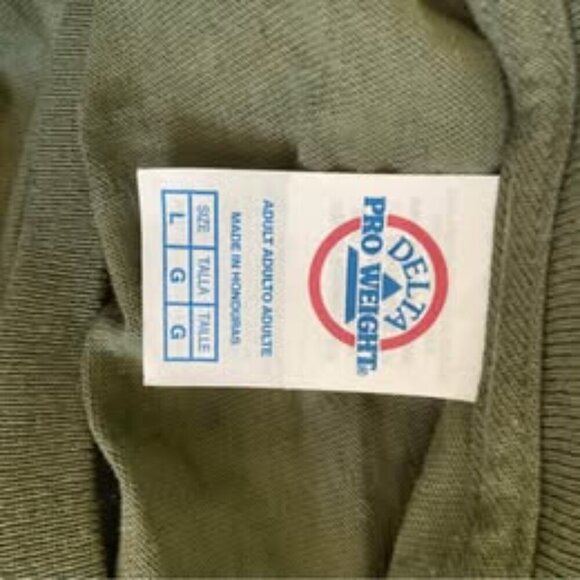 DELTA
PRO WEIGHT®
ADULT ADULTO ADULTE
MADE IN HONDURAS
SIZE TALLA TAILLE
L G G